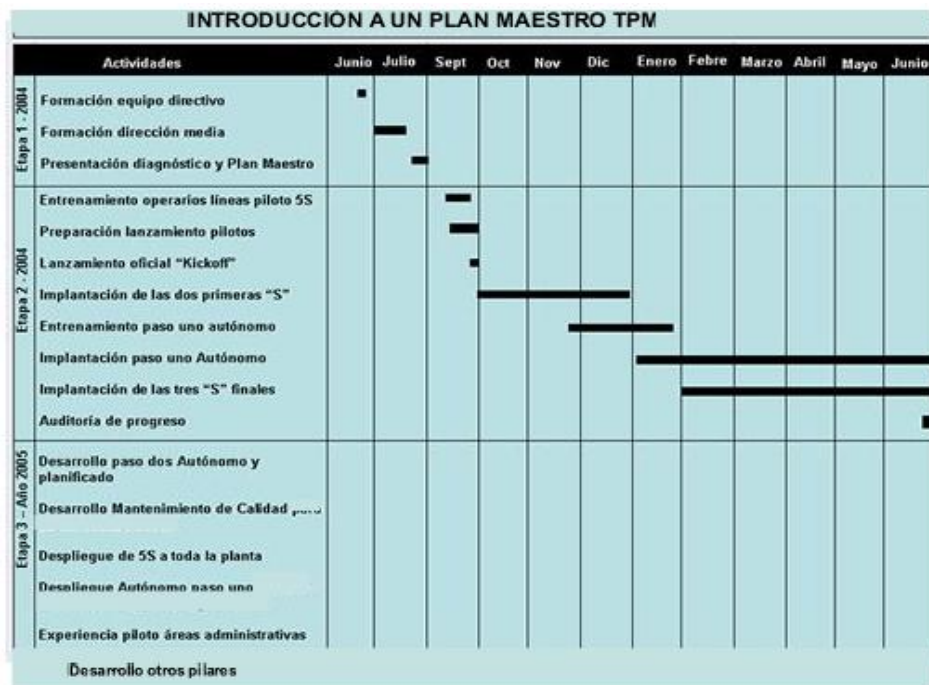 INTRODUCCIÓN A UN PLAN MAESTRO TPM
Actividades Junio Julio Sept Oct Nov Dic Enero Febre Marzo Abril Mayo Junio
Etapa 1 - 2004
Formación equipo directivo
Formación dirección media
Presentación diagnóstico y Plan Maestro
Etapa 2 - 2004
Entrenamiento operarios líneas piloto 5S
Preparación lanzamiento pilotos
Lanzamiento oficial “Kickoff”
Implantación de las dos primeras “S”
Entrenamiento paso uno autónomo
Implantación paso uno Autónomo
Implantación de las tres “S” finales
Auditoría de progreso
Etapa 3 – Año 2005
Desarrollo paso dos Autónomo y
planificado
Desarrollo Mantenimiento de Calidad para
Despliegue de 5S a toda la planta
Despliegue Autónomo paso uno
Experiencia piloto áreas administrativas
Desarrollo otros pilares